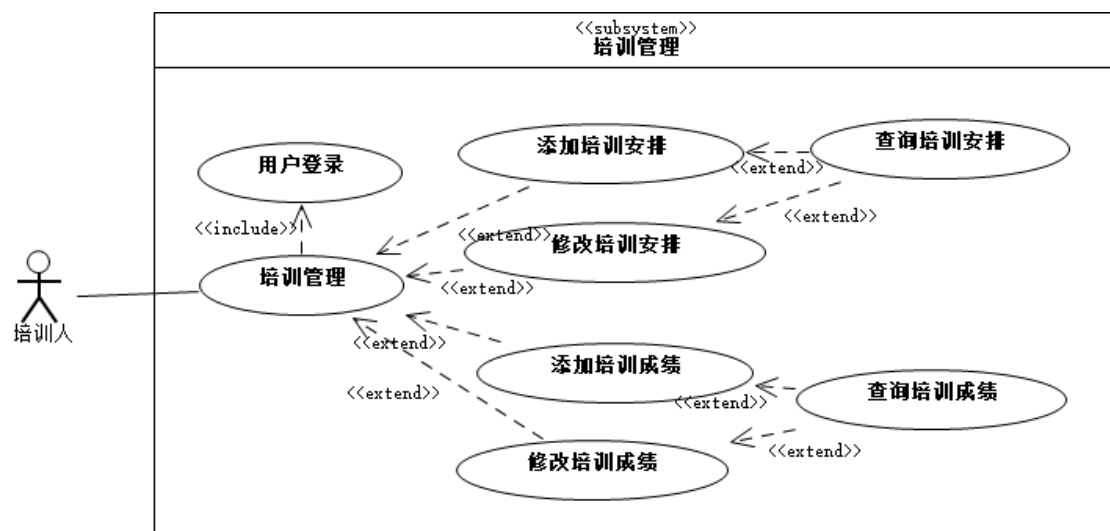 <<subsystem>>
培训管理
添加培训安排
查询培训安排
用户登录
<<extend>>
<<include>>
<<extend>>
<<extend>>
修改培训安排
培训管理
<<extend>>
培训人
<<extend>>
添加培训成绩
<<extend>>
查询培训成绩
<<extend>>
<<extend>>
修改培训成绩